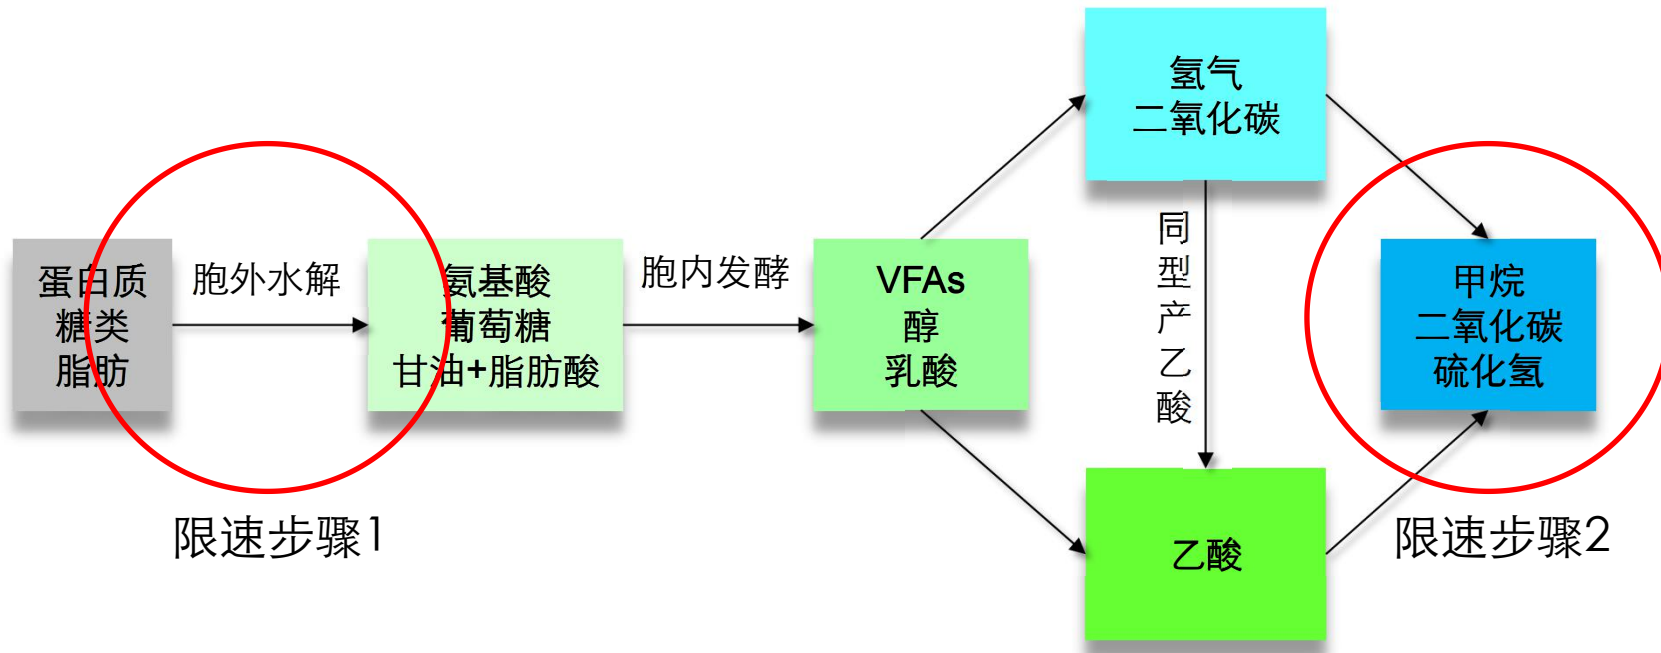 蛋白质
糖类
脂肪
胞外水解
氨基酸
葡萄糖
甘油+脂肪酸
胞内发酵
VFAs
醇
乳酸
氢气
二氧化碳
同型产乙酸
乙酸
甲烷
二氧化碳
硫化氢
限速步骤1
限速步骤2